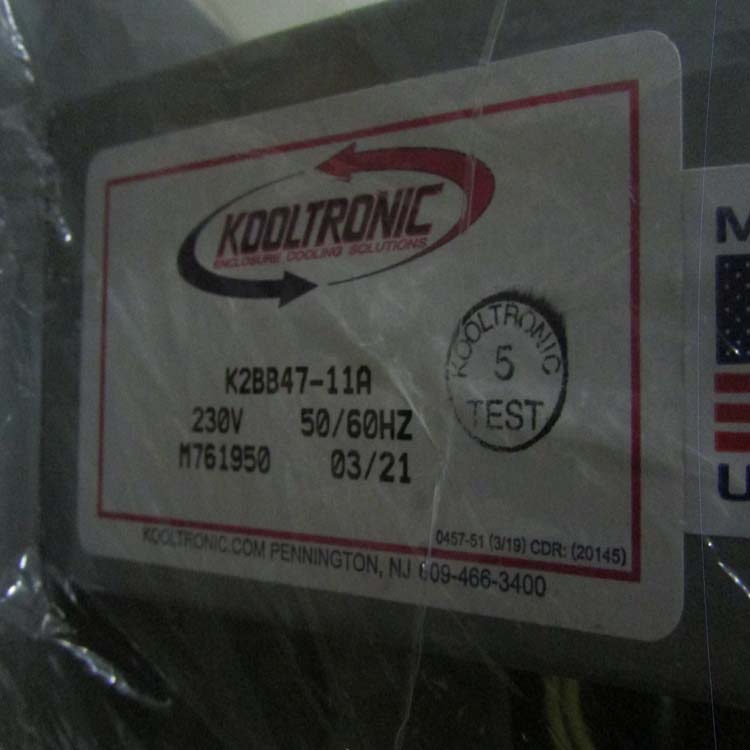 KOOLTRONIC
ENCLOSURE COOLING SOLUTIONS
K2BB47-11A
230V 50/60HZ
M761950 03/21
KOOLTRONIC
5
TEST
0457-51 (3/19) CDR: (20145)
KOOLTRONIC.COM PENNINGTON, NJ 609-466-3400
M
U